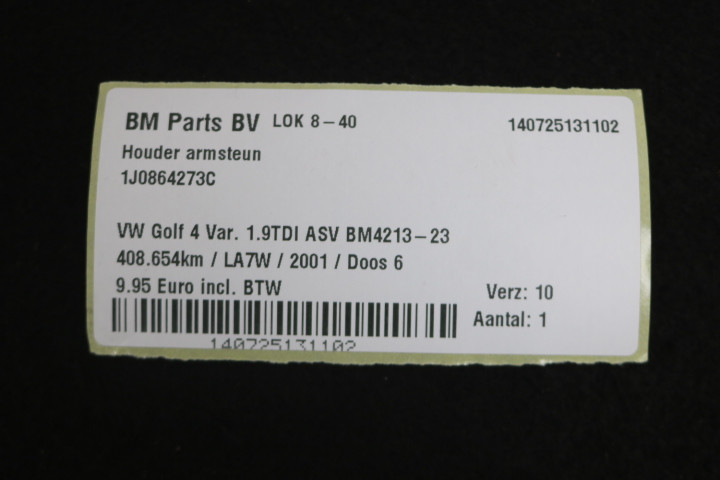 BM Parts BV LOK 8-40 140725131102
Houder armsteun
1J0864273C
VW Golf 4 Var. 1.9TDI ASV BM4213-23
408.654km / LA7W / 2001 / Doos 6
9.95 Euro incl. BTW Verz: 10
Aantal: 1
140725131102